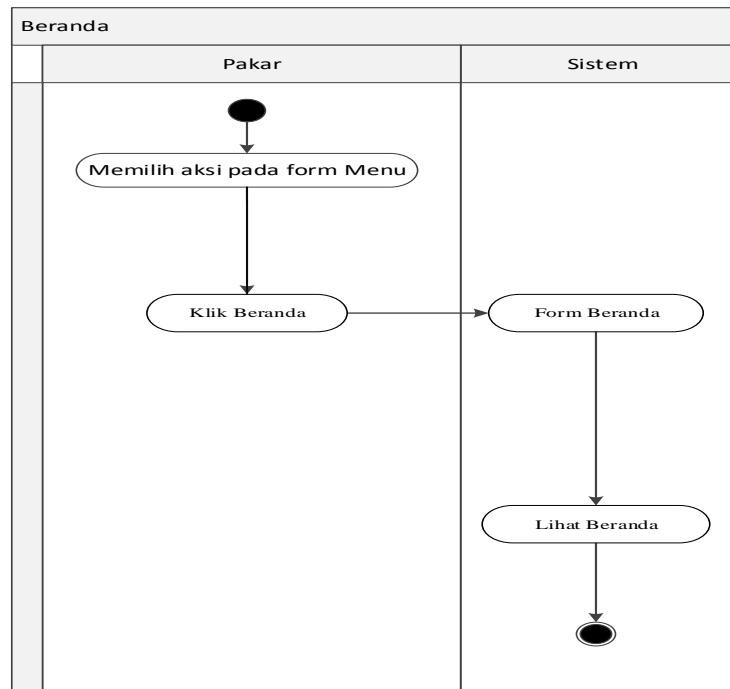 Beranda
Pakar
Sistem
Memilih aksi pada form Menu
Klik Beranda
Form Beranda
Lihat Beranda